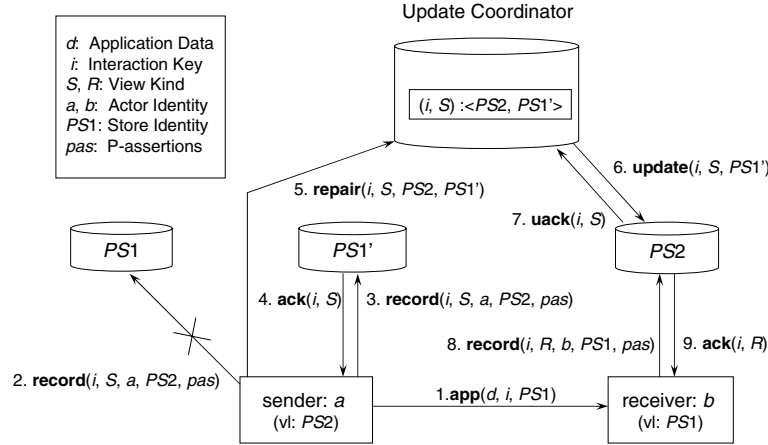 Update Coordinator
d: Application Data
i: Interaction Key
S, R: View Kind
a, b: Actor Identity
PS1: Store Identity
pas: P-assertions
(i, S) :<PS2, PS1'>
5. repair(i, S, PS2, PS1')
6. update(i, S, PS1')
7. uack(i, S)
PS1
PS1'
PS2
4. ack(i, S)
3. record(i, S, a, PS2, pas)
8. record(i, R, b, PS1, pas)
9. ack(i, R)
2. record(i, S, a, PS2, pas)
sender: a
(vl: PS2)
1.app(d, i, PS1)
receiver: b
(vl: PS1)